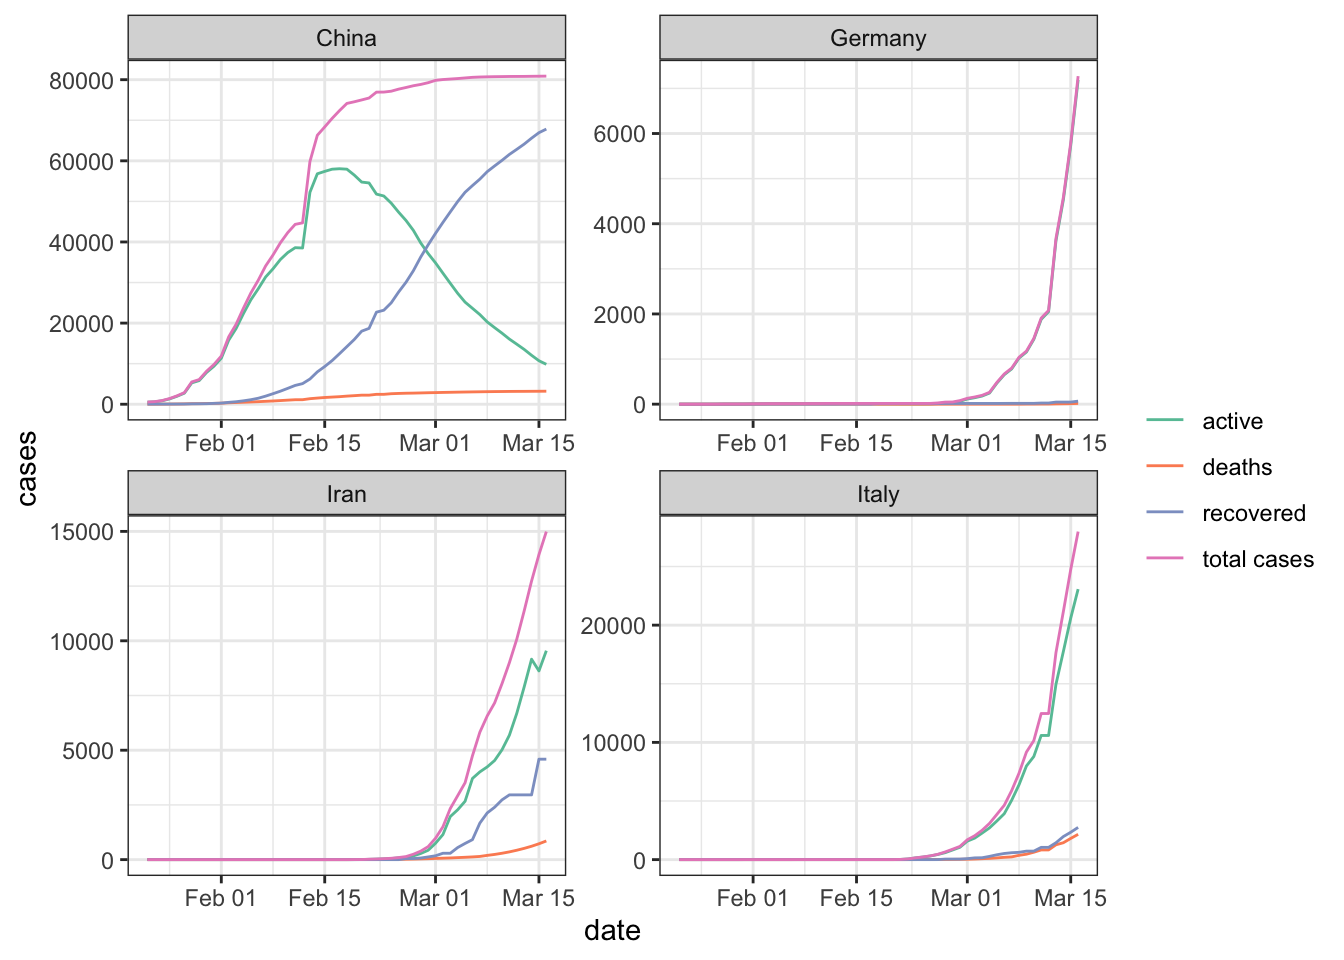 China
Germany
80000
60000
40000
20000
0
6000
4000
2000
0
Feb 01 Feb 15 Mar 01 Mar 15
Feb 01 Feb 15 Mar 01 Mar 15
Iran
Italy
15000
10000
5000
0
20000
10000
0
Feb 01 Feb 15 Mar 01 Mar 15
Feb 01 Feb 15 Mar 01 Mar 15
cases
date
active
deaths
recovered
total cases